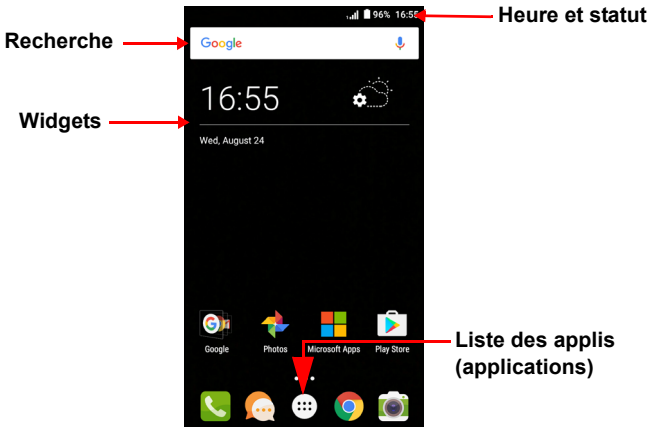 96% 16:55
Heure et statut
Recherche
Google
16:55
Widgets
Wed, August 24
Google Photos Microsoft Apps Play Store
Liste des applis
(applications)